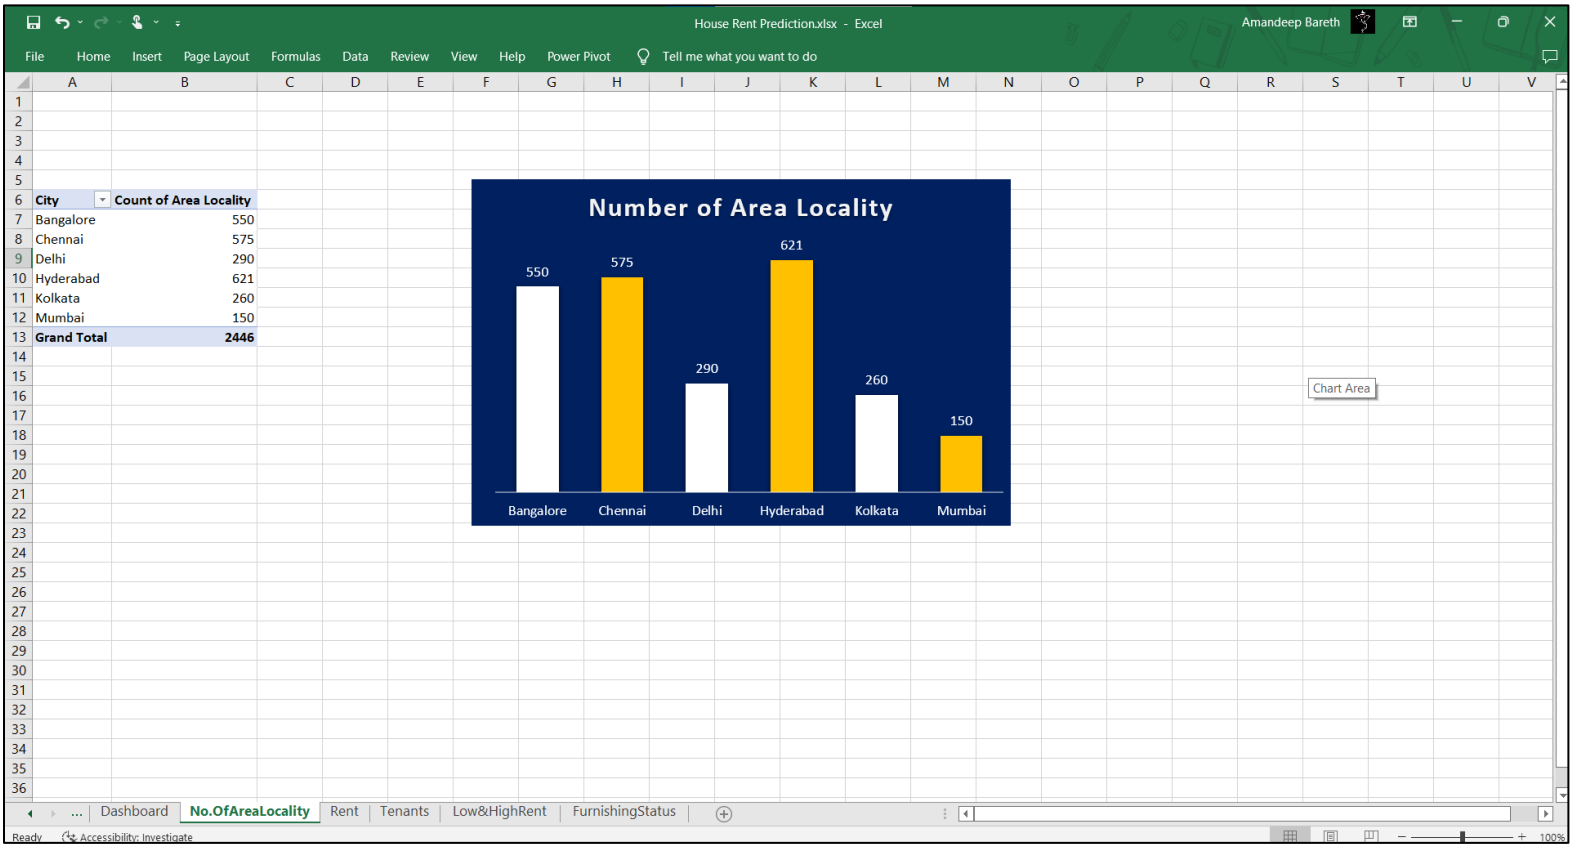 House Rent Prediction.xlsx - Excel
Amandeep Bareth
File Home Insert Page Layout Formulas Data Review View Help Power Pivot Tell me what you want to do
A B C D E F G H I J K L M N O P Q R S T U V
1
2
3
4
5
6 City Count of Area Locality
7 Bangalore 550
8 Chennai 575
9 Delhi 290
10 Hyderabad 621
11 Kolkata 260
12 Mumbai 150
13 Grand Total 2446
14
15
16
17
18
19
20
21
22
23
24
25
26
27
28
29
30
31
32
33
34
35
36
Number of Area Locality
621
575
550
290
260
150
Bangalore Chennai Delhi Hyderabad Kolkata Mumbai
Chart Area
... Dashboard No.OfAreaLocality Rent Tenants Low&HighRent FurnishingStatus
Ready Accessibility: Investigate 100%